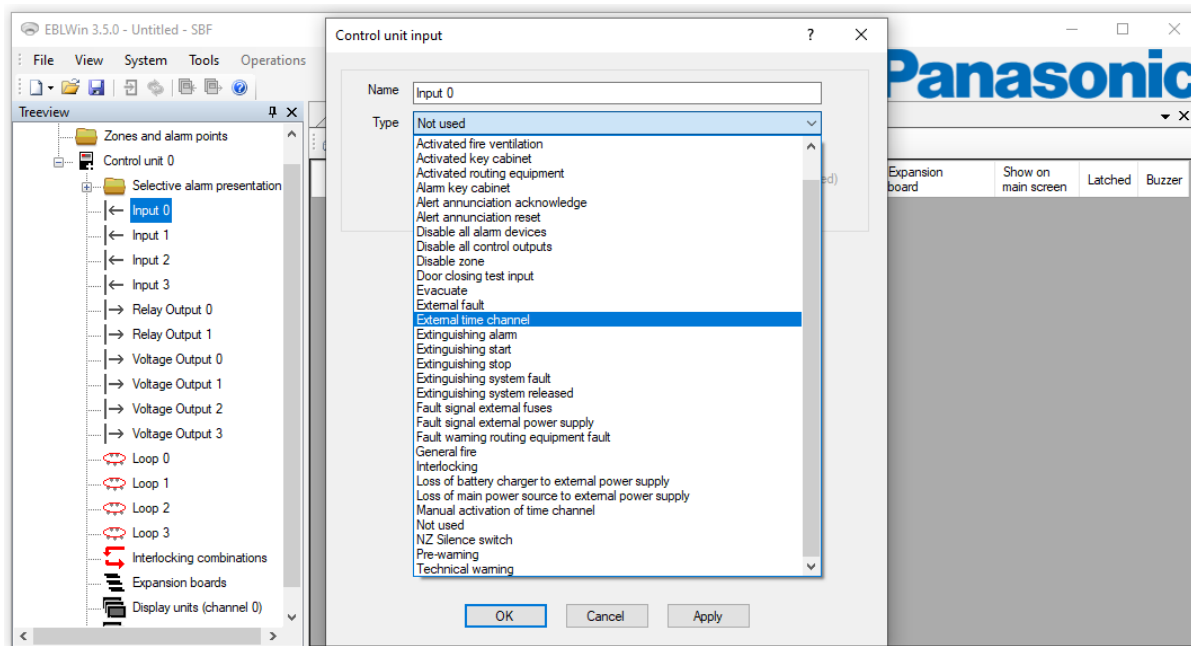 EBLWin 3.5.0 - Untitled - SBF
File View System Tools Operations
Treeview
Zones and alarm points
Control unit 0
Selective alarm presentation
Input 0
Input 1
Input 2
Input 3
Relay Output 0
Relay Output 1
Voltage Output 0
Voltage Output 1
Voltage Output 2
Voltage Output 3
Loop 0
Loop 1
Loop 2
Loop 3
Interlocking combinations
Expansion boards
Display units (channel 0)
Control unit input
Name Input 0
Type Not used
Activated fire ventilation
Activated key cabinet
Activated routing equipment
Alarm key cabinet
Alert annunciation acknowledge
Alert annunciation reset
Disable all alarm devices
Disable all control outputs
Disable zone
Door closing test input
Evacuate
External fault
External time channel
Extinguishing alarm
Extinguishing start
Extinguishing stop
Extinguishing system fault
Extinguishing system released
Fault signal external fuses
Fault signal external power supply
Fault warning routing equipment fault
General fire
Interlocking
Loss of battery charger to external power supply
Loss of main power source to external power supply
Manual activation of time channel
Not used
NZ Silence switch
Pre-warning
Technical warning
OK Cancel Apply
Panasonic
Expansion
board
Show on
main screen
Latched
Buzzer